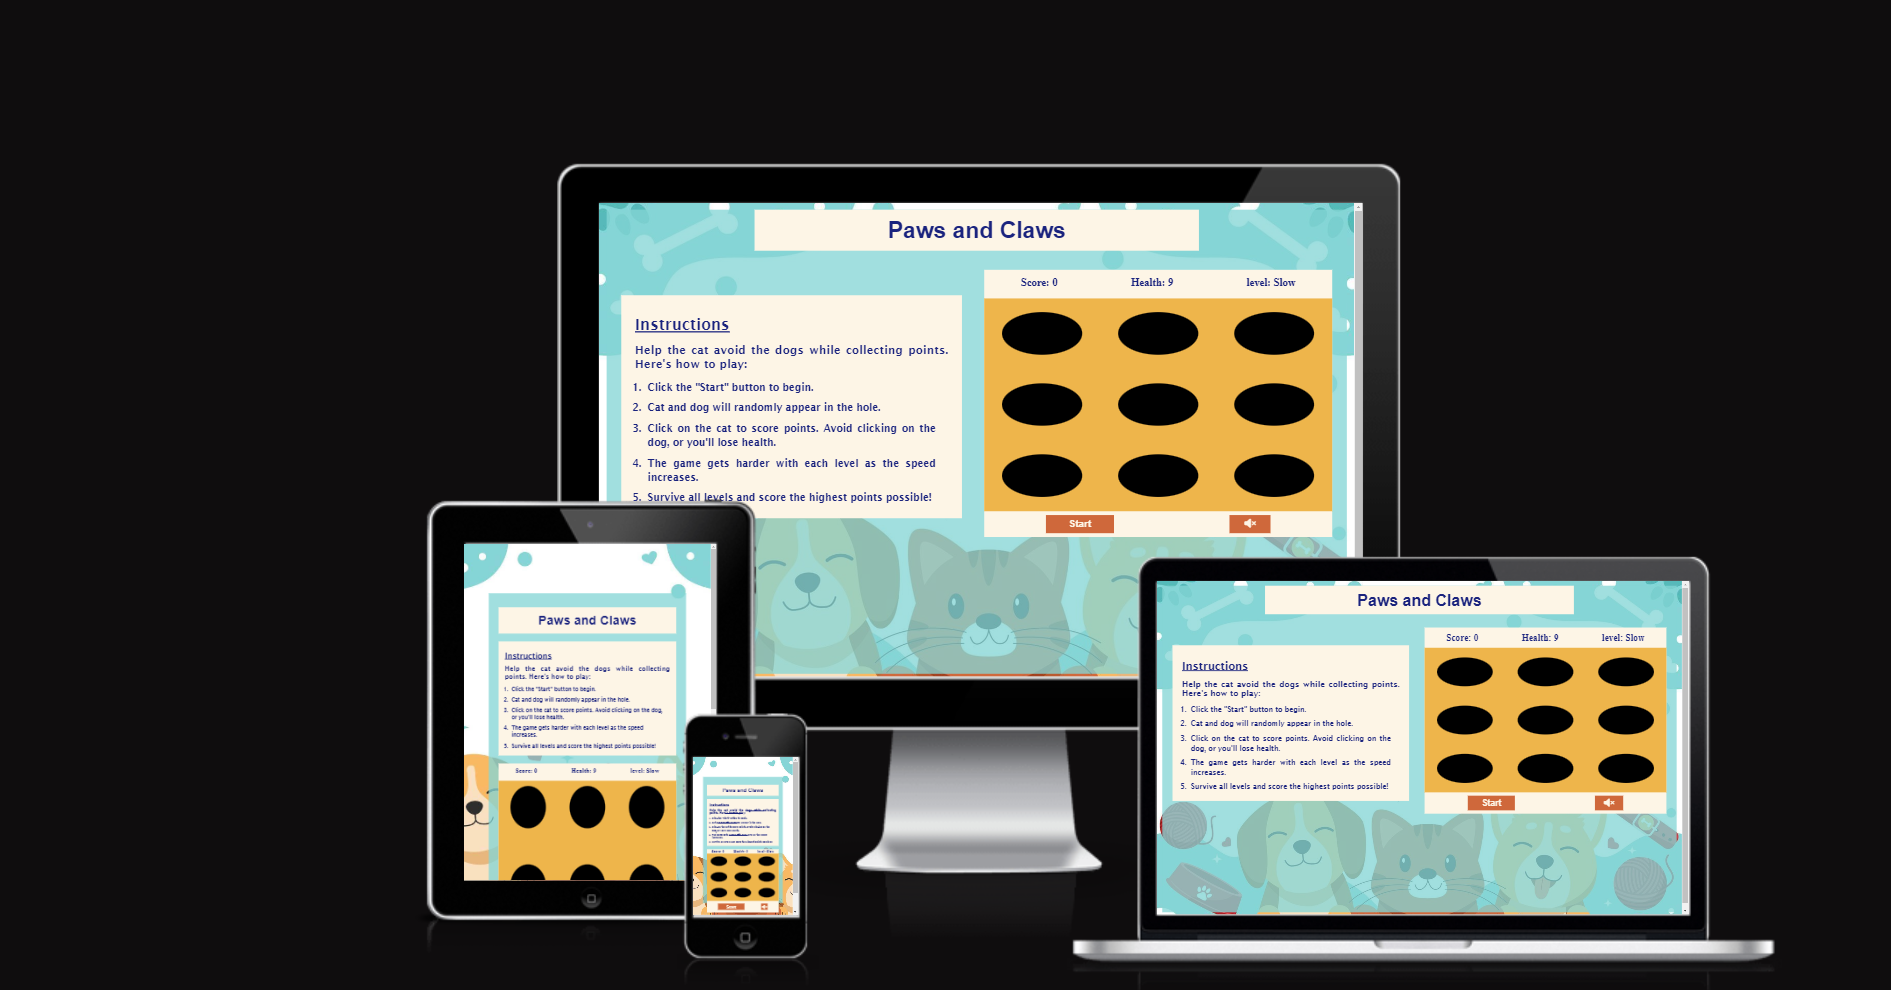 Paws and Claws
Score: 0 Health: 9 level: Slow
Instructions
Help the cat avoid the dogs while collecting points.
Here's how to play:
1. Click the "Start" button to begin.
2. Cat and dog will randomly appear in the hole.
3. Click on the cat to score points. Avoid clicking on the
dog, or you'll lose health.
4. The game gets harder with each level as the speed
increases.
5. Survive all levels and score the highest points possible!
Start
Paws and Claws
Instructions
Help the cat avoid the dogs while collecting
points. Here's how to play:
1. Click the "Start" button to begin.
2. Cat and dog will randomly appear in the hole.
3. Click on the cat to score points. Avoid clicking on the dog,
or you'll lose health.
4. The game gets harder with each level as the speed
increases.
5. Survive all levels and score the highest points possible!
Score: 0 Health: 9 level: Slow
Paws and Claws
Instructions
Start
Paws and Claws
Score: 0 Health: 9 level: Slow
Instructions
Help the cat avoid the dogs while collecting points.
Here's how to play:
1. Click the "Start" button to begin.
2. Cat and dog will randomly appear in the hole.
3. Click on the cat to score points. Avoid clicking on the
dog, or you'll lose health.
4. The game gets harder with each level as the speed
increases.
5. Survive all levels and score the highest points possible!
Start